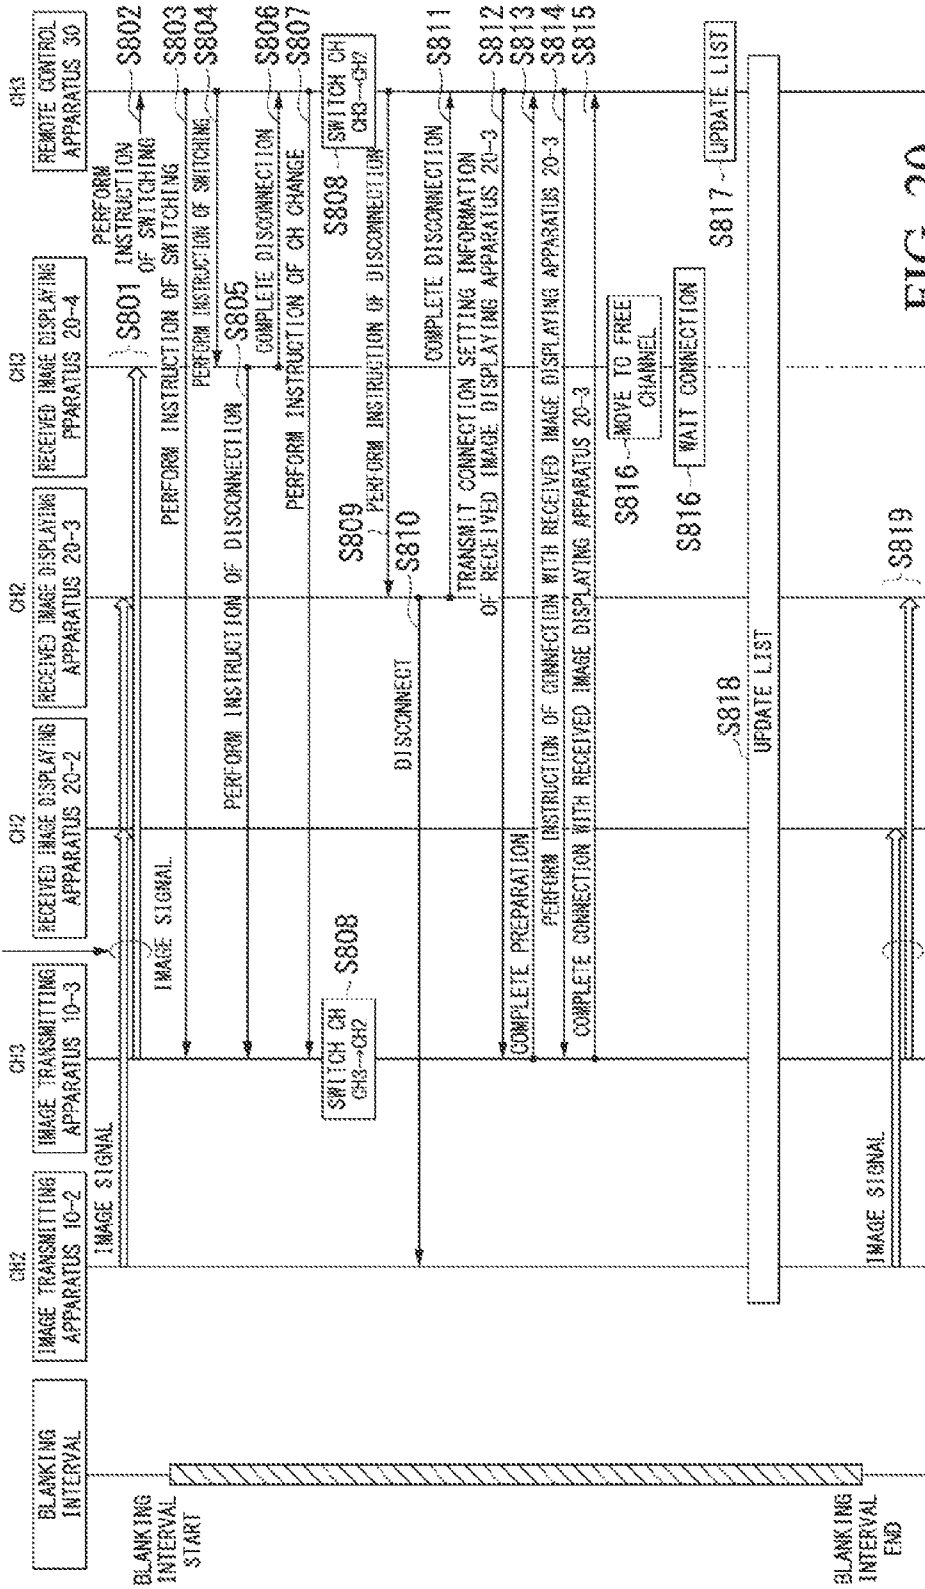 BLANKING
INTERVAL
CH2
IMAGE TRANSMITTING
APPARATUS 10-2
CH3
IMAGE TRANSMITTING
APPARATUS 10-3
CH2
RECEIVED IMAGE DISPLAYING
APPARATUS 20-2
CH2
RECEIVED IMAGE DISPLAYING
APPARATUS 20-3
CH3
RECEIVED IMAGE DISPLAYING
PPARATUS 20-4
CH3
REMOTE CONTROL
APPARATUS 30
IMAGE SIGNAL
S801
PERFORM
INSTRUCTION
OF SWITCHING
S802
BLANKING
INTERVAL
START
IMAGE SIGNAL
PERFORM INSTRUCTION OF SWITCHING
S803
PERFORM INSTRUCTION OF SWITCHING
S804
PERFORM INSTRUCTION OF DISCONNECTION
S805
COMPLETE DISCONNECTION
S806
PERFORM INSTRUCTION OF CH CHANGE
S807
SWITCH CH
CH3→CH2
S808
S808
SWITCH CH
CH3→CH2
S809
PERFORM INSTRUCTION OF DISCONNECTION
DISCONNECT
S810
COMPLETE DISCONNECTION
S811
TRANSMIT CONNECTION SETTING INFORMATION
OF RECEIVED IMAGE DISPLAYING APPARATUS 20-3
S812
COMPLETE PREPARATION
S813
PERFORM INSTRUCTION OF CONNECTION WITH RECEIVED IMAGE DISPLAYING APPARATUS 20-3
S814
COMPLETE CONNECTION WITH RECEIVED IMAGE DISPLAYING APPARATUS 20-3
S815
S816
MOVE TO FREE
CHANNEL
S816
WAIT CONNECTION
S817
UPDATE LIST
S818
UPDATE LIST
BLANKING
INTERVAL
END
IMAGE SIGNAL
S819